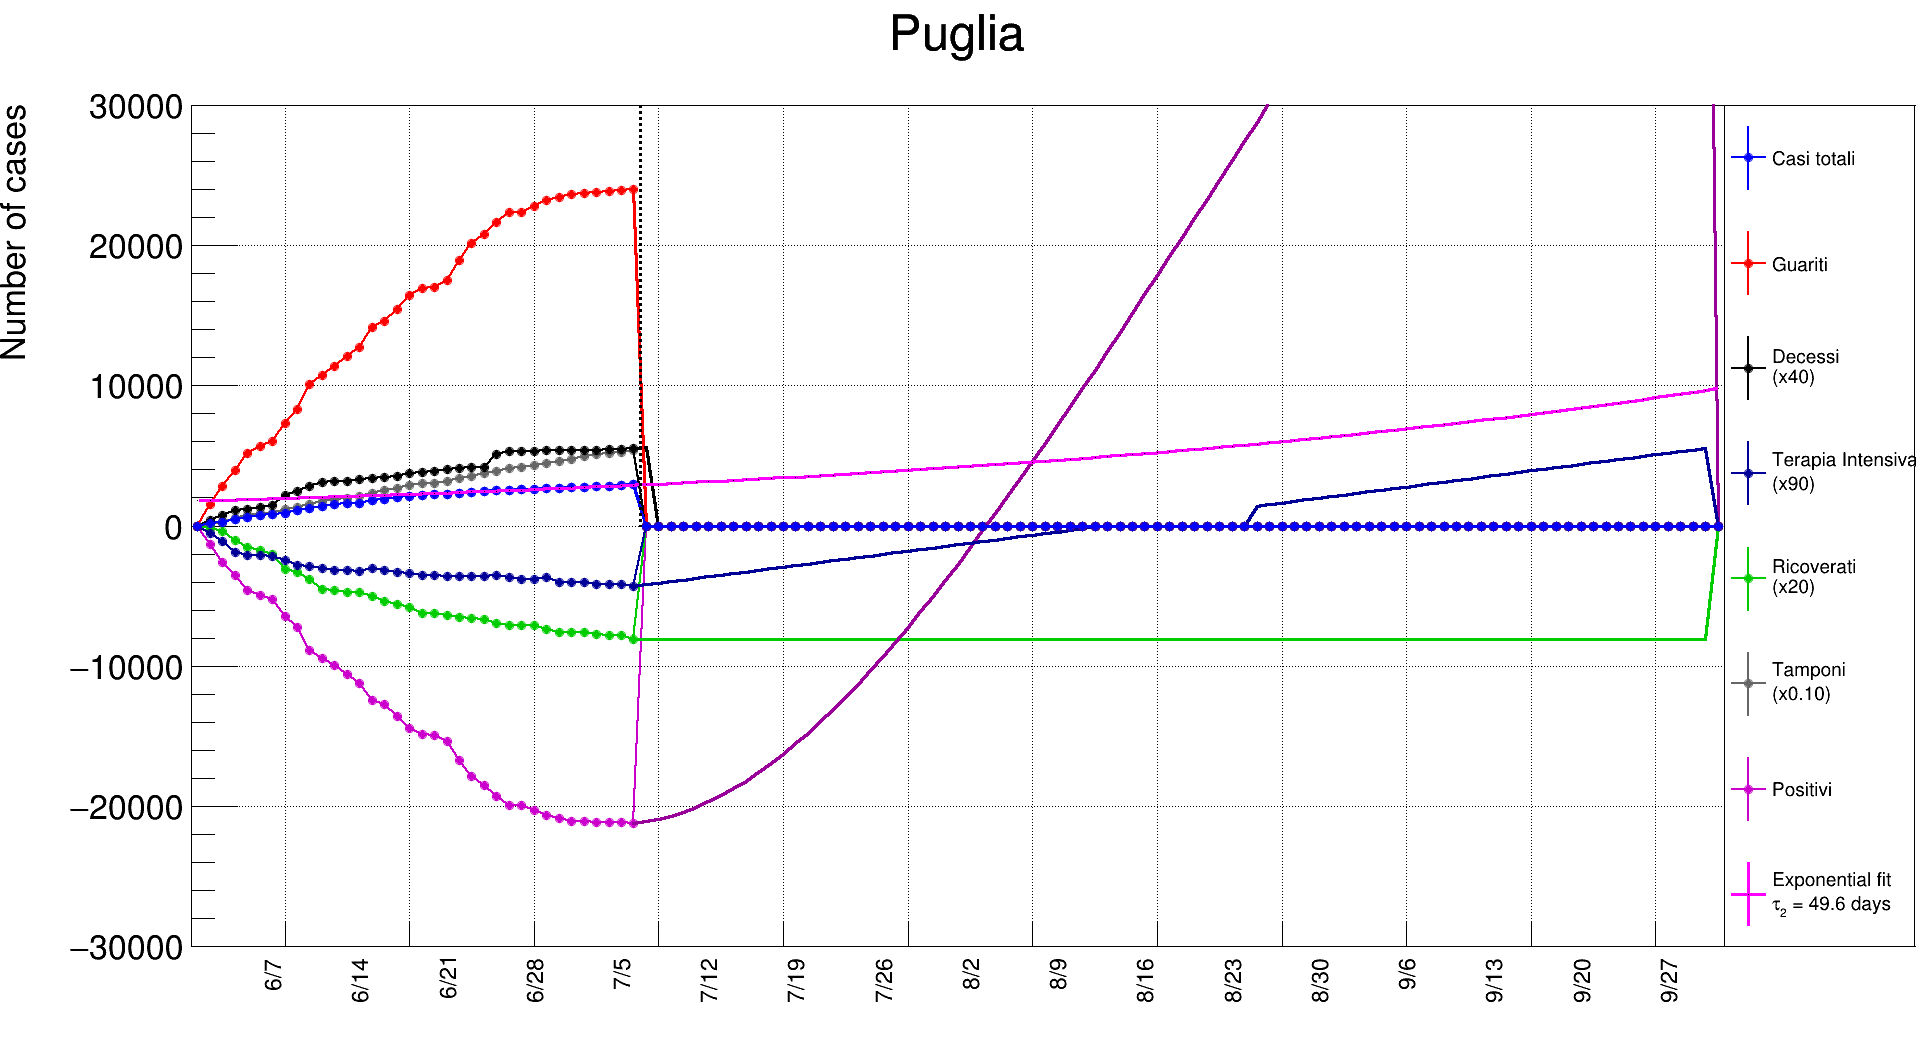 Puglia
Number of cases
30000
20000
10000
0
−10000
−20000
−30000
6/7
6/14
6/21
6/28
7/5
7/12
7/19
7/26
8/2
8/9
8/16
8/23
8/30
9/6
9/13
9/20
9/27
Casi totali
Guariti
Decessi
(x40)
Terapia Intensiva
(x90)
Ricoverati
(x20)
Tamponi
(x0.10)
Positivi
Exponential fit
τ2 = 49.6 days